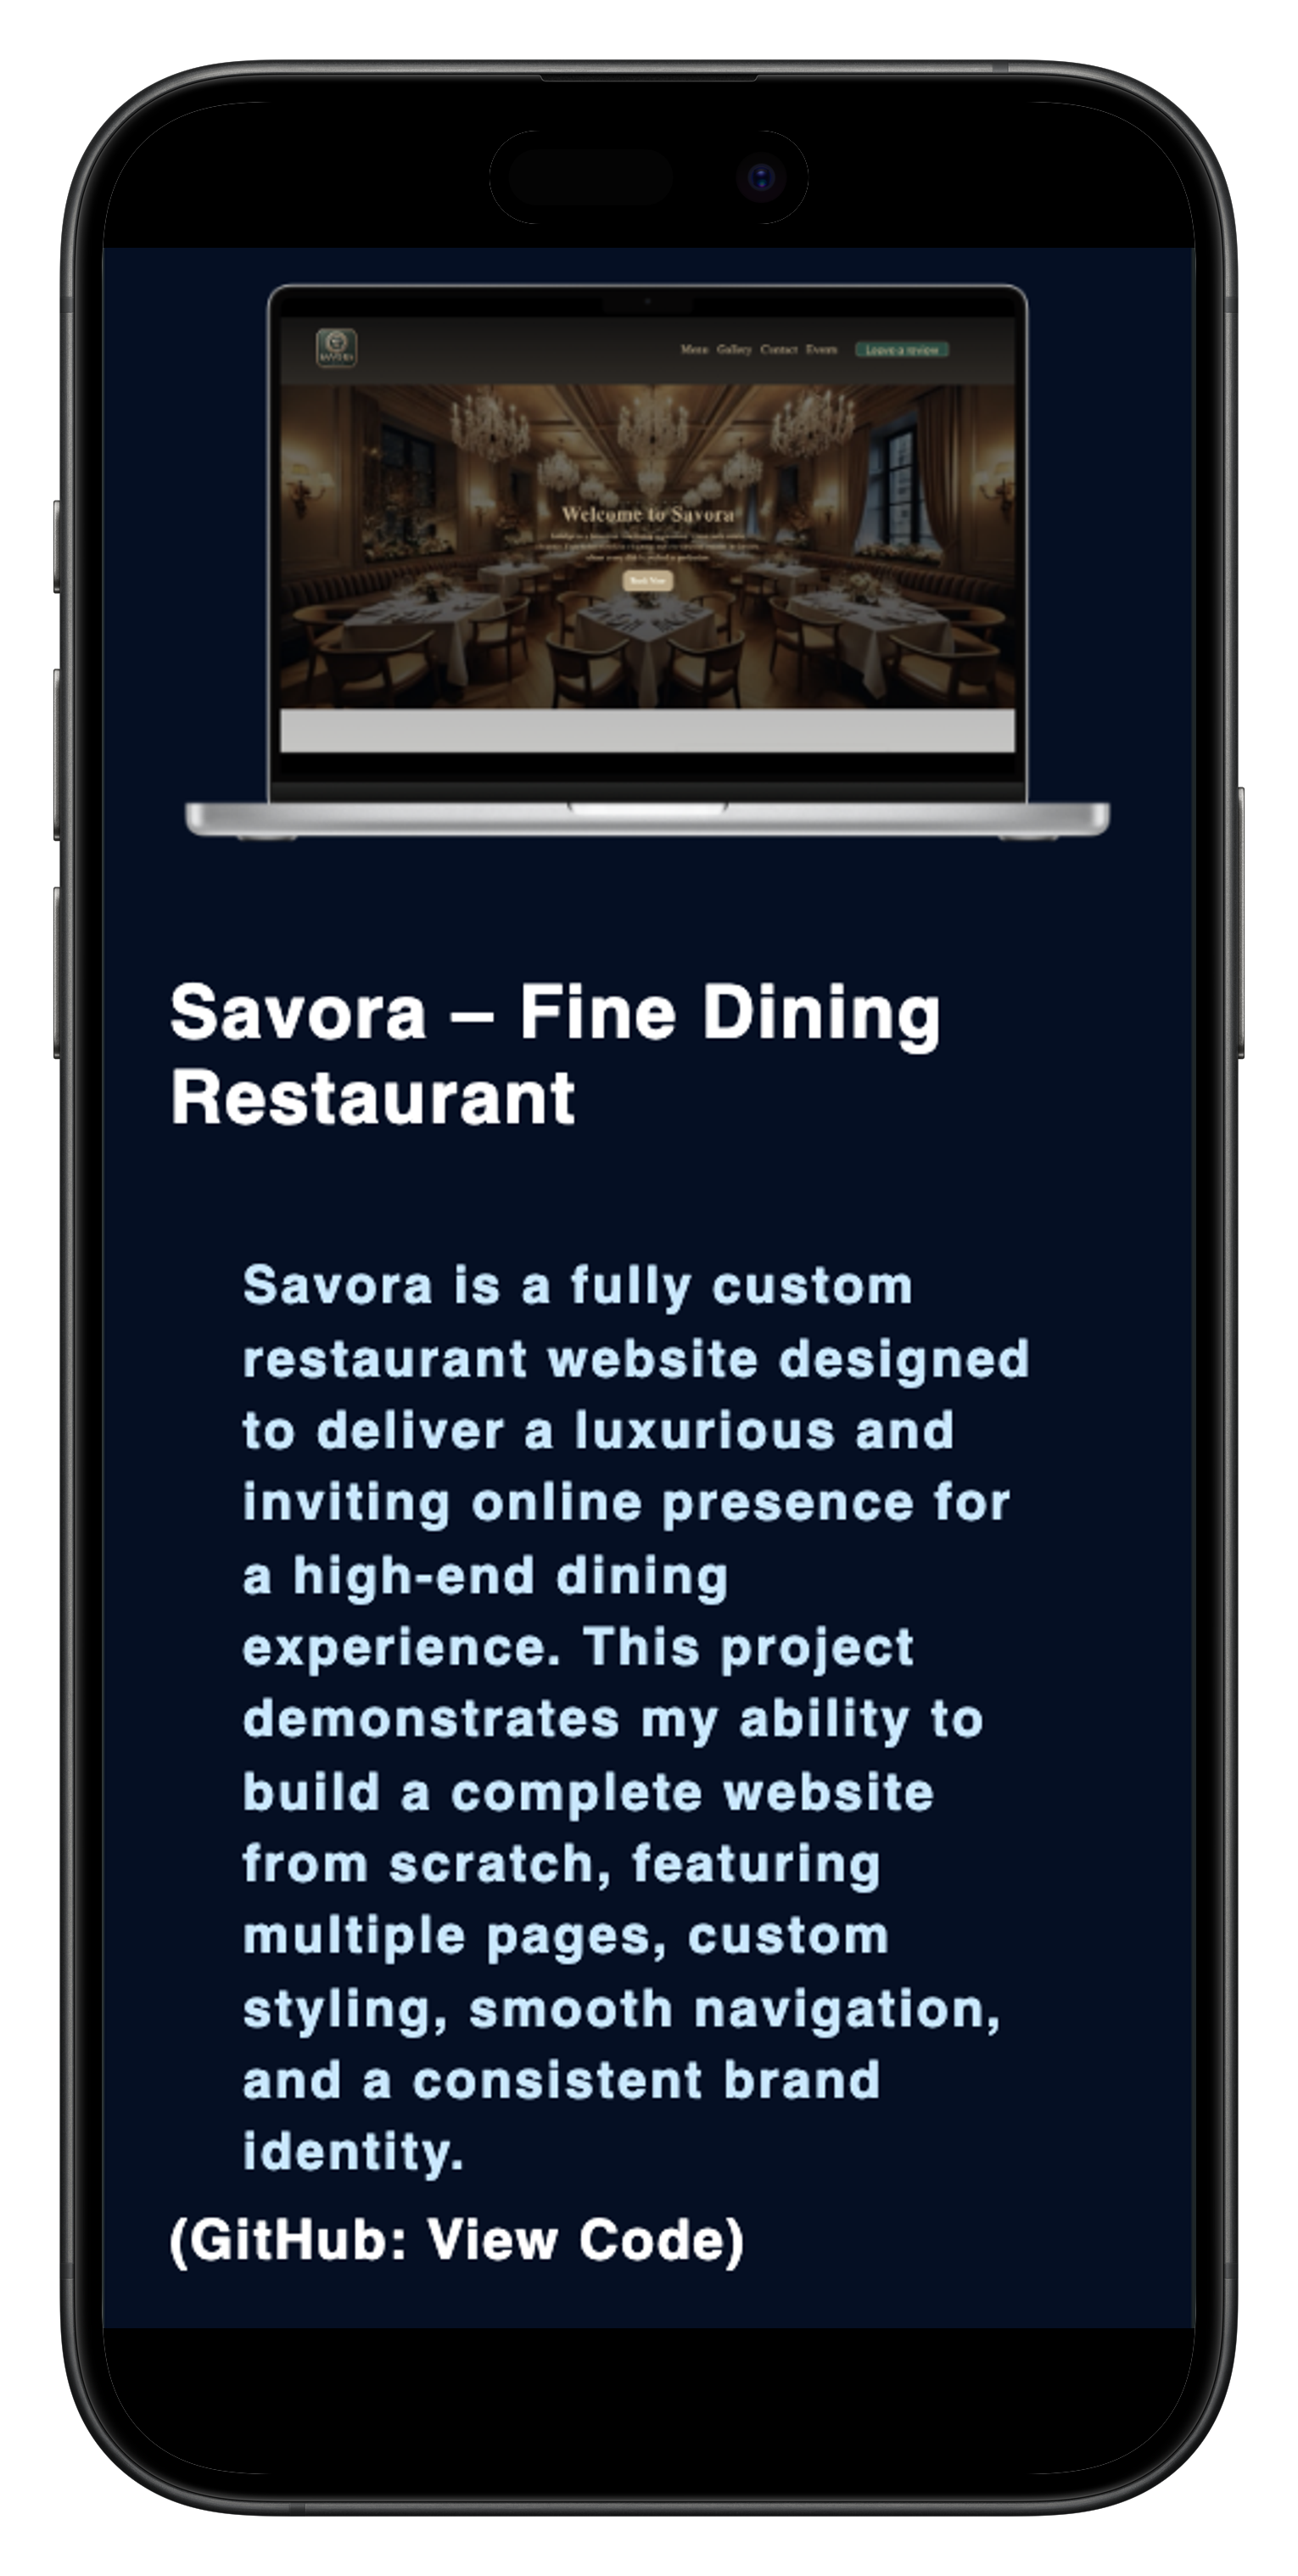 Menu Gallery Contact Events Leave a review
Welcome to Savora
Book Now
Savora – Fine Dining
Restaurant
Savora is a fully custom
restaurant website designed
to deliver a luxurious and
inviting online presence for
a high-end dining
experience. This project
demonstrates my ability to
build a complete website
from scratch, featuring
multiple pages, custom
styling, smooth navigation,
and a consistent brand
identity.
(GitHub: View Code)